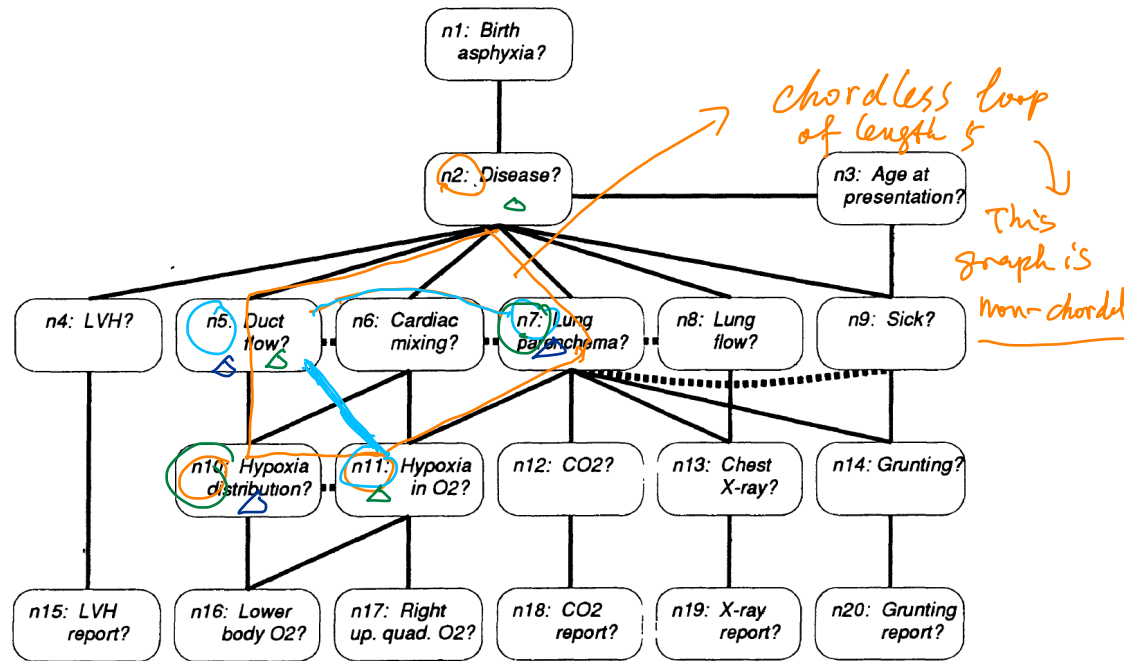 n1: Birth
asphyxia?
chordless loop
of length 5
n2: Disease?
n3: Age at
presentation?
This
graph is
non-chordal
n4: LVH?
n5: Duct
flow?
n6: Cardiac
mixing?
n7: Lung
parenchema?
n8: Lung
flow?
n9: Sick?
n10: Hypoxia
distribution?
n11: Hypoxia
in O2?
n12: CO2?
n13: Chest
X-ray?
n14: Grunting?
n15: LVH
report?
n16: Lower
body O2?
n17: Right
up. quad. O2?
n18: CO2
report?
n19: X-ray
report?
n20: Grunting
report?